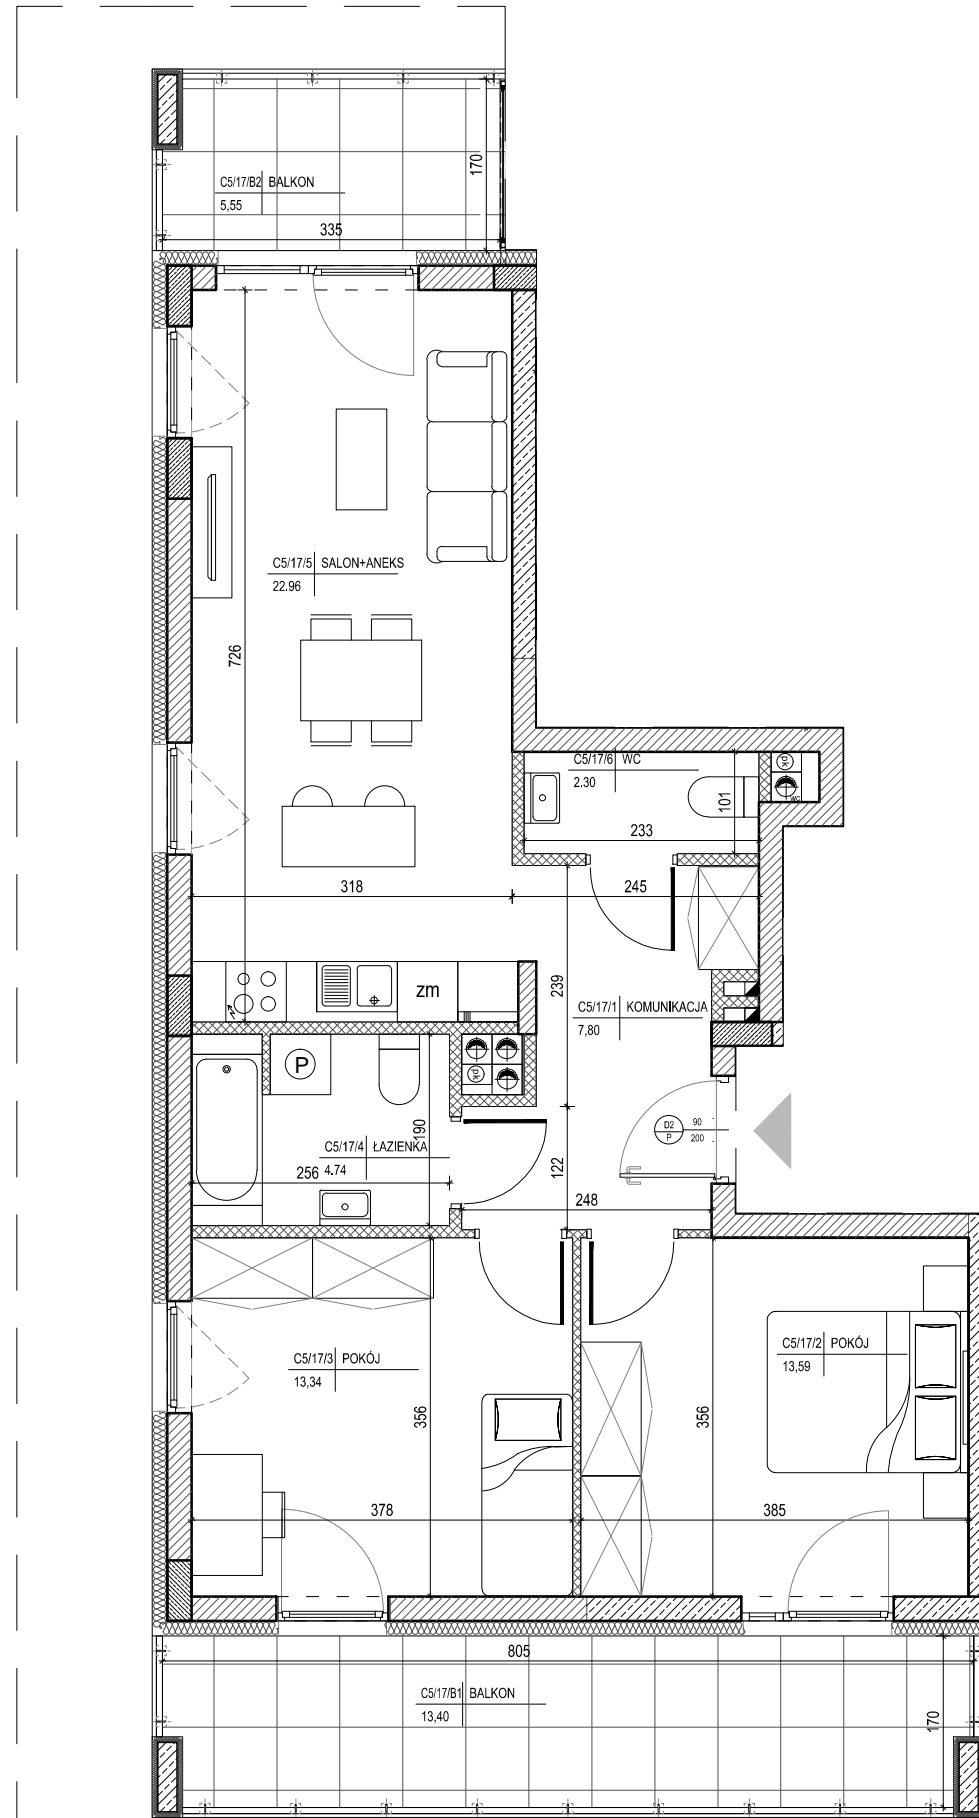 170
C5/17/B2 BALKON
5,55
335
C5/17/5 SALON+ANEKS
22.96
726
C5/17/6 WC
2.30
pk
WC
101
233
318
245
zm
239
C5/17/1 KOMUNIKACJA
7,80
P
pk
D2 90
P 200
190
C5/17/4 ŁAZIENKA
4.74
256
122
248
C5/17/3 POKÓJ
13,34
C5/17/2 POKÓJ
13,59
356
356
378
385
805
C5/17/B1 BALKON
13,40
170